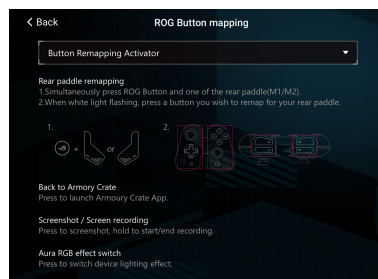 Back
ROG Button mapping
Button Remapping Activator
Rear paddle remapping
1.Simultaneously press ROG Button and one of the rear paddle(M1/M2).
2.When white light flashing, press a button you wish to remap for your rear paddle.
1.
2.
+
or
Back to Armory Crate
Press to launch Armoury Crate App.
Screenshot / Screen recording
Press to screenshot, hold to start/end recording.
Aura RGB effect switch
Press to switch device lighting effect.